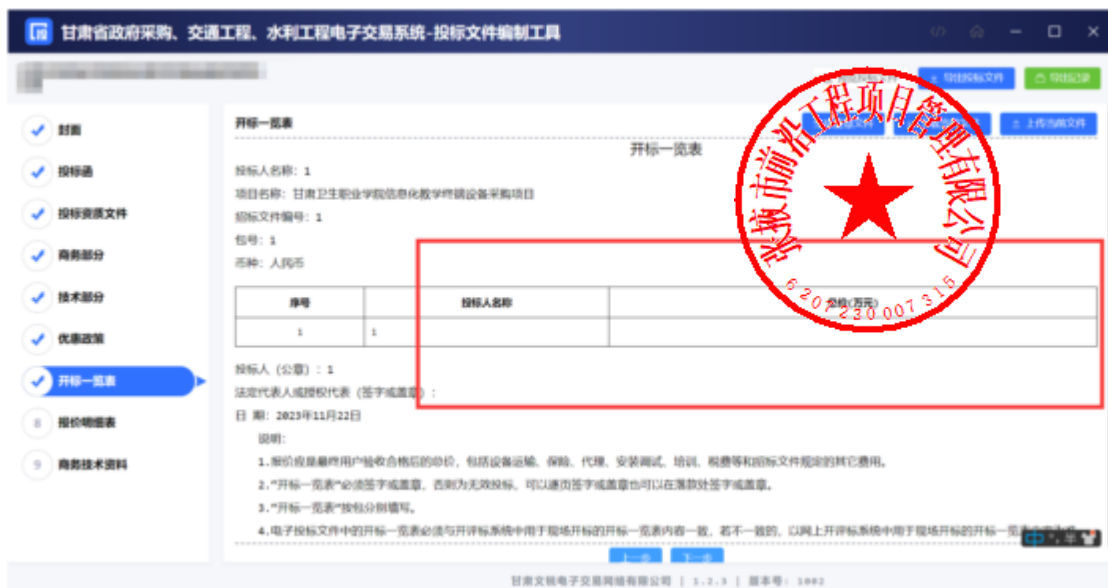 甘肃省政府采购、交通工程、水利工程电子交易系统-投标文件编制工具
导出投标文件
导出记录
封面
投标函
投标资质文件
商务部分
技术部分
优惠政策
开标一览表
8 报价明细表
9 商务技术资料
开标一览表
上传当前文件
开标一览表
投标人名称: 1
项目名称: 甘肃卫生职业学院信息化教学终端设备采购项目
招标文件编号: 1
包号: 1
币种: 人民币
序号 投标人名称 报价(万元)
1 1
投标人 (公章) : 1
法定代表人或授权代表 (签字或盖章) :
日 期: 2023年11月22日
说明:
1.报价应是最终用户验收合格后的总价, 包括设备运输、保险、代理、安装调试、培训、税费等和招标文件规定的其它费用。
2."开标一览表"必须签字或盖章, 否则为无效投标, 可以逐页签字或盖章也可以在落款处签字或盖章。
3."开标一览表"按包分别填写。
4.电子投标文件中的开标一览表必须与开评标系统中用于现场开标的开标一览表内容一致, 若不一致的, 以网上开评标系统中用于现场开标的开标一览表
上一步 下一步
中 半
甘肃文锐电子交易网络有限公司 | 1.2.3 | 版本号: 1002
张掖市前沿工程项目管理有限公司
6207230007315